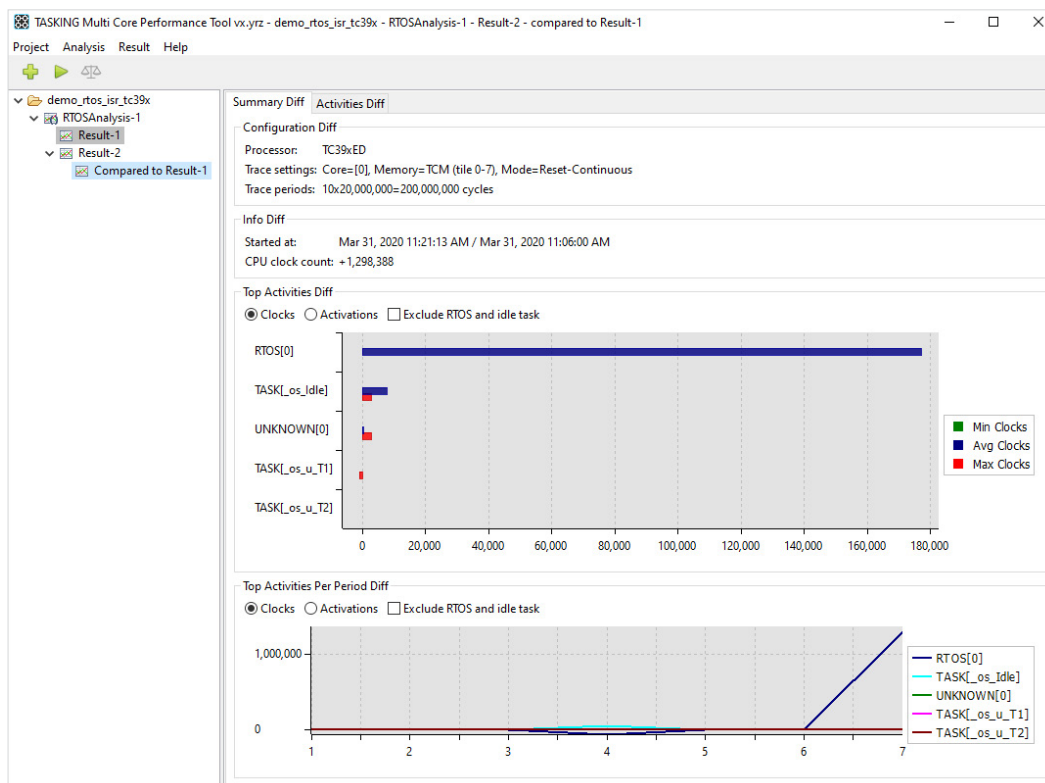 TASKING Multi Core Performance Tool vx.yrz - demo_rtos_isr_tc39x - RTOSAnalysis-1 - Result-2 - compared to Result-1
Project Analysis Result Help
demo_rtos_isr_tc39x
RTOSAnalysis-1
Result-1
Result-2
Compared to Result-1
Summary Diff Activities Diff
Configuration Diff
Processor: TC39xED
Trace settings: Core=[0], Memory=TCM (tile 0-7), Mode=Reset-Continuous
Trace periods: 10x20,000,000=200,000,000 cycles
Info Diff
Started at: Mar 31, 2020 11:21:13 AM / Mar 31, 2020 11:06:00 AM
CPU clock count: +1,298,388
Top Activities Diff
Clocks Activations Exclude RTOS and idle task
RTOS[0]
TASK[_os_Idle]
UNKNOWN[0]
TASK[_os_u_T1]
TASK[_os_u_T2]
0 20,000 40,000 60,000 80,000 100,000 120,000 140,000 160,000 180,000
Min Clocks
Avg Clocks
Max Clocks
Top Activities Per Period Diff
Clocks Activations Exclude RTOS and idle task
1,000,000
0
1 2 3 4 5 6 7
RTOS[0]
TASK[_os_Idle]
UNKNOWN[0]
TASK[_os_u_T1]
TASK[_os_u_T2]